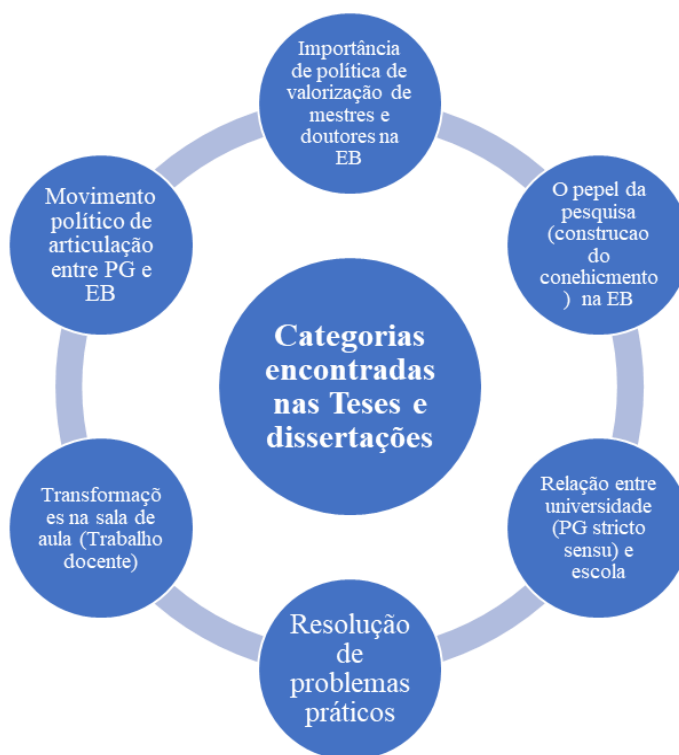 Importância
de política de
valorização de
mestres e
doutores na
EB
O pepel da
pesquisa
(construcao
do
conehicmento
) na EB
Relação entre
universidade
(PG stricto
sensu) e
escola
Resolução
de
problemas
práticos
Transformaçõ
es na sala de
aula (Trabalho
docente)
Movimento
político de
articulação
entre PG e
EB
Categorias
encontradas
nas Teses e
dissertações